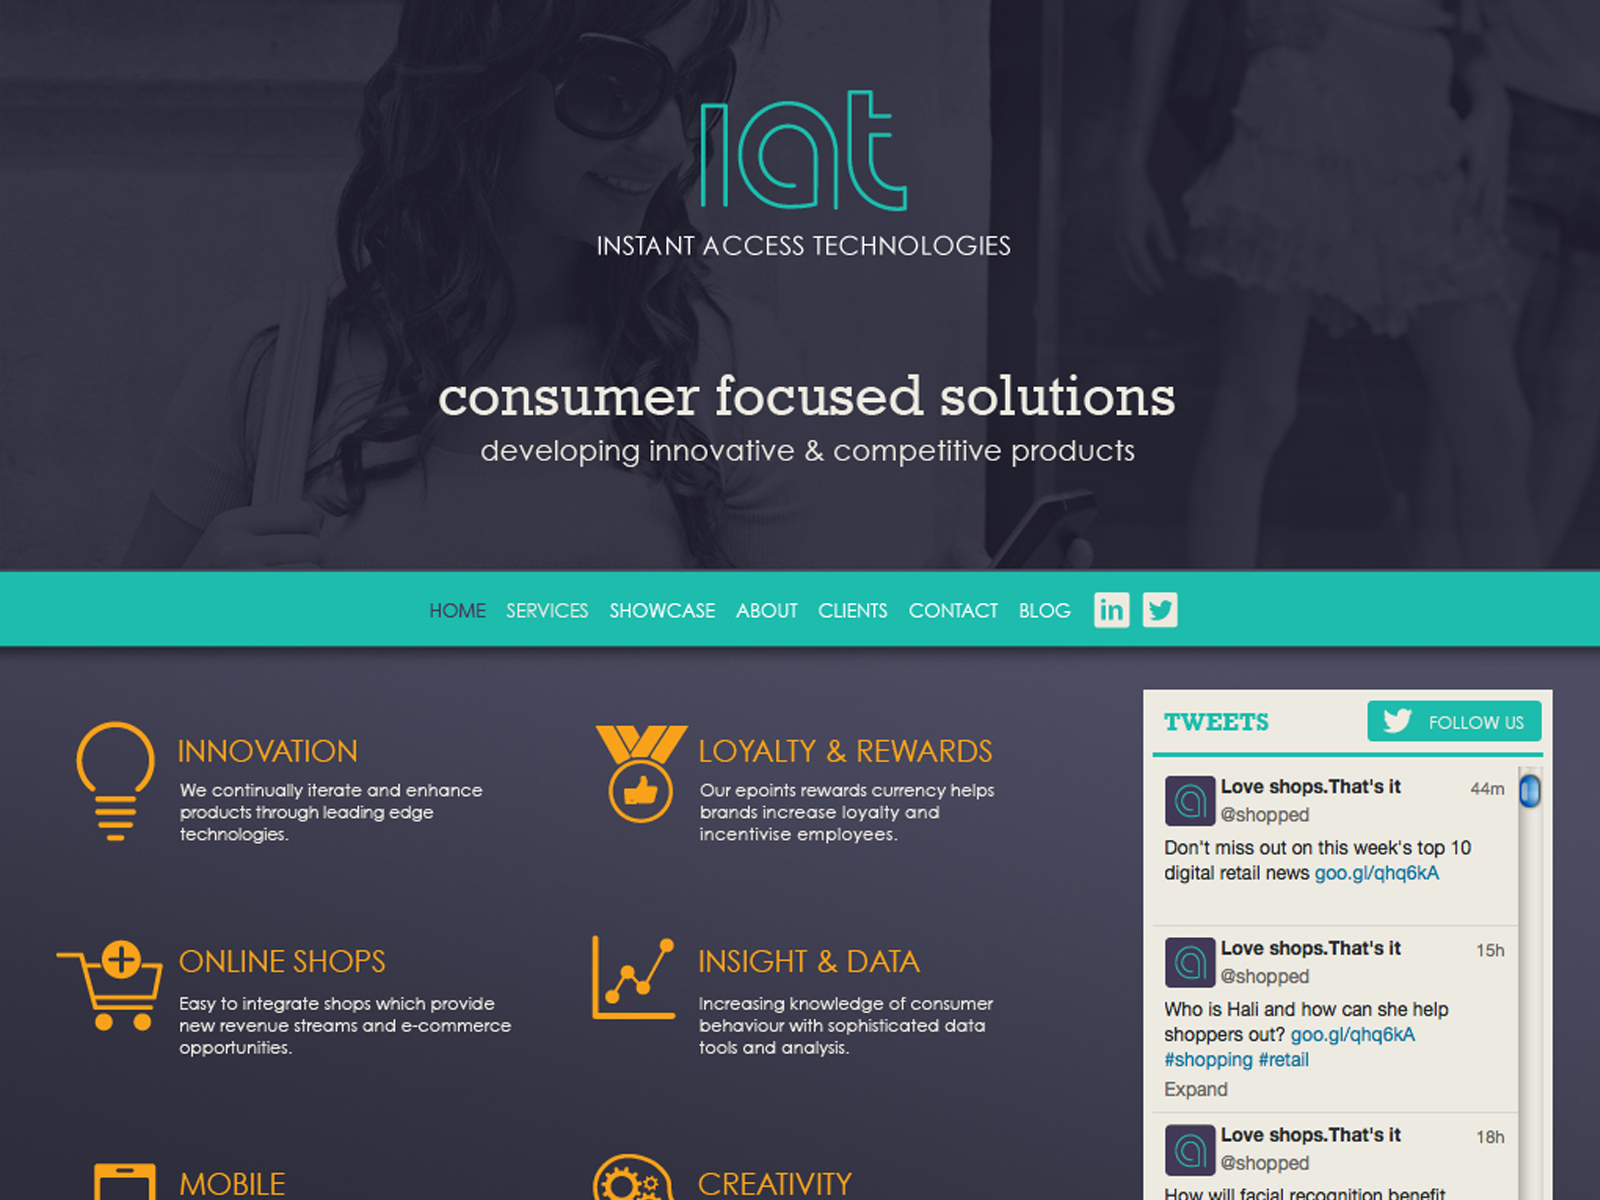 iat
INSTANT ACCESS TECHNOLOGIES
consumer focused solutions
developing innovative & competitive products
HOME SERVICES SHOWCASE ABOUT CLIENTS CONTACT BLOG in
INNOVATION
We continually iterate and enhance
products through leading edge
technologies.
LOYALTY & REWARDS
Our epoints rewards currency helps
brands increase loyalty and
incentivise employees.
ONLINE SHOPS
Easy to integrate shops which provide
new revenue streams and e-commerce
opportunities.
INSIGHT & DATA
Increasing knowledge of consumer
behaviour with sophisticated data
tools and analysis.
MOBILE
CREATIVITY
TWEETS
FOLLOW US
Love shops.That's it 44m
@shopped
Don't miss out on this week's top 10
digital retail news goo.gl/qhq6kA
Love shops.That's it 15h
@shopped
Who is Hali and how can she help
shoppers out? goo.gl/qhq6kA
#shopping #retail
Expand
Love shops.That's it 18h
@shopped
How will facial recognition benefit